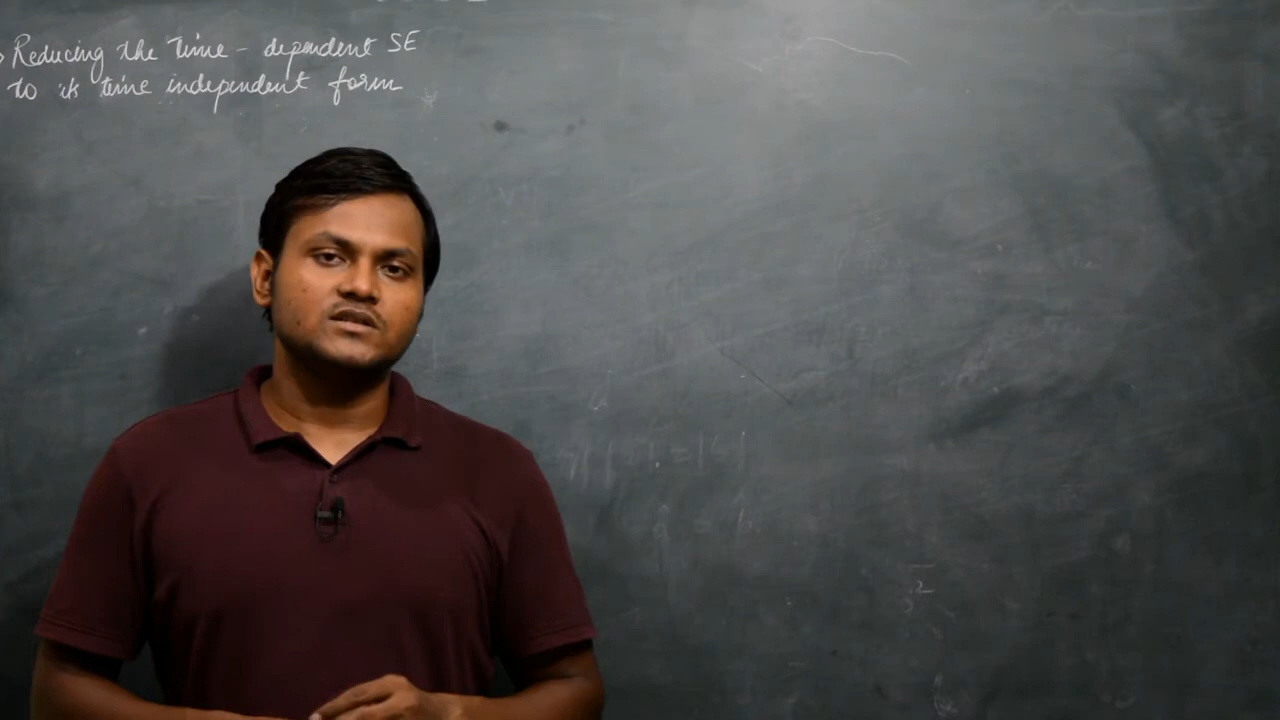 Reducing the Time - dependent SE
to its time independent form